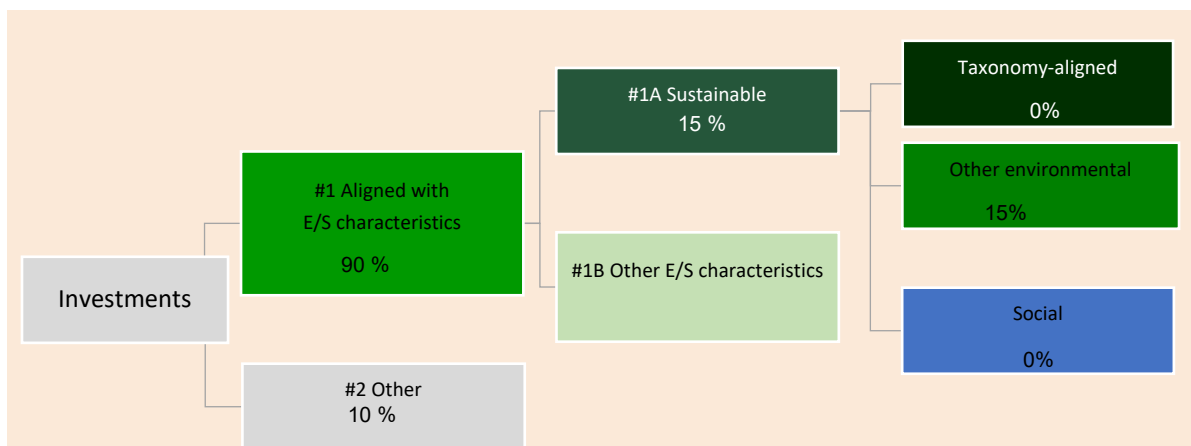 Investments
#1 Aligned with
E/S characteristics
90 %
#2 Other
10 %
#1A Sustainable
15 %
#1B Other E/S characteristics
Taxonomy-aligned
0%
Other environmental
15%
Social
0%